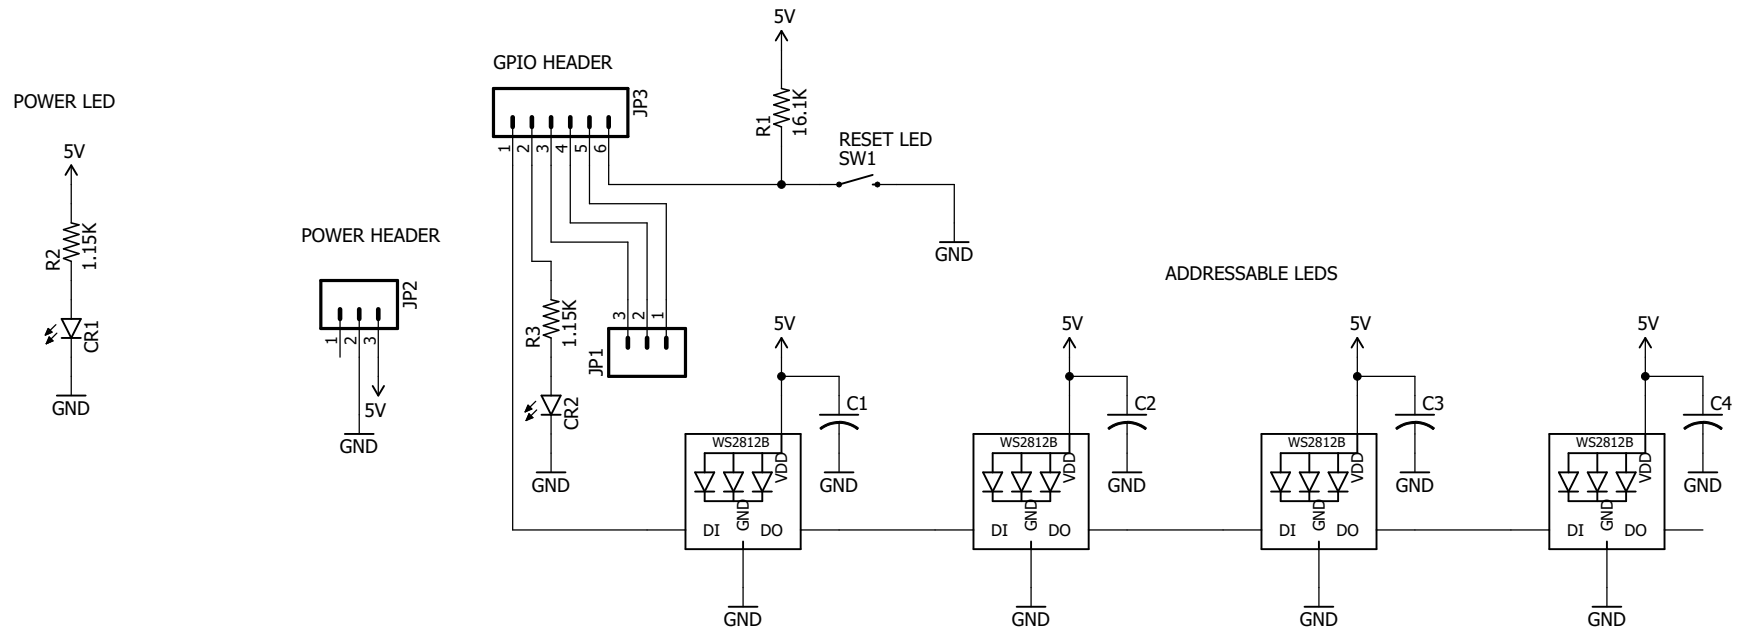 POWER LED
5V
R2
1.15K
CR1
GND
POWER HEADER
JP2
1
2
3
5V
GND
GPIO HEADER
JP3
1
2
3
4
5
6
R3
1.15K
CR2
GND
3
2
1
JP1
5V
R1
16.1K
RESET LED
SW1
GND
ADDRESSABLE LEDS
5V
C1
GND
WS2812B
VDD
GND
DI
DO
GND
5V
C2
GND
WS2812B
VDD
GND
DI
DO
GND
5V
C3
GND
WS2812B
VDD
GND
DI
DO
GND
5V
C4
GND
WS2812B
VDD
GND
DI
DO
GND